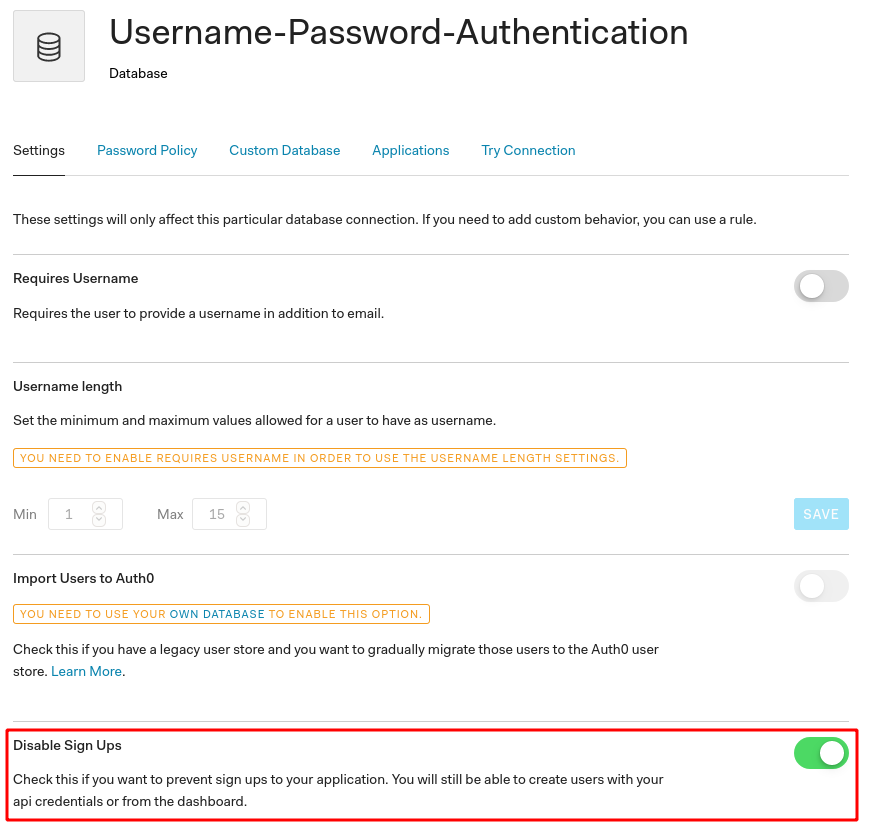 Username-Password-Authentication
Database
Settings Password Policy Custom Database Applications Try Connection
These settings will only affect this particular database connection. If you need to add custom behavior, you can use a rule.
Requires Username
Requires the user to provide a username in addition to email.
Username length
Set the minimum and maximum values allowed for a user to have as username.
YOU NEED TO ENABLE REQUIRES USERNAME IN ORDER TO USE THE USERNAME LENGTH SETTINGS.
Min 1 Max 15 SAVE
Import Users to Auth0
YOU NEED TO USE YOUR OWN DATABASE TO ENABLE THIS OPTION.
Check this if you have a legacy user store and you want to gradually migrate those users to the Auth0 user
store. Learn More.
Disable Sign Ups
Check this if you want to prevent sign ups to your application. You will still be able to create users with your
api credentials or from the dashboard.